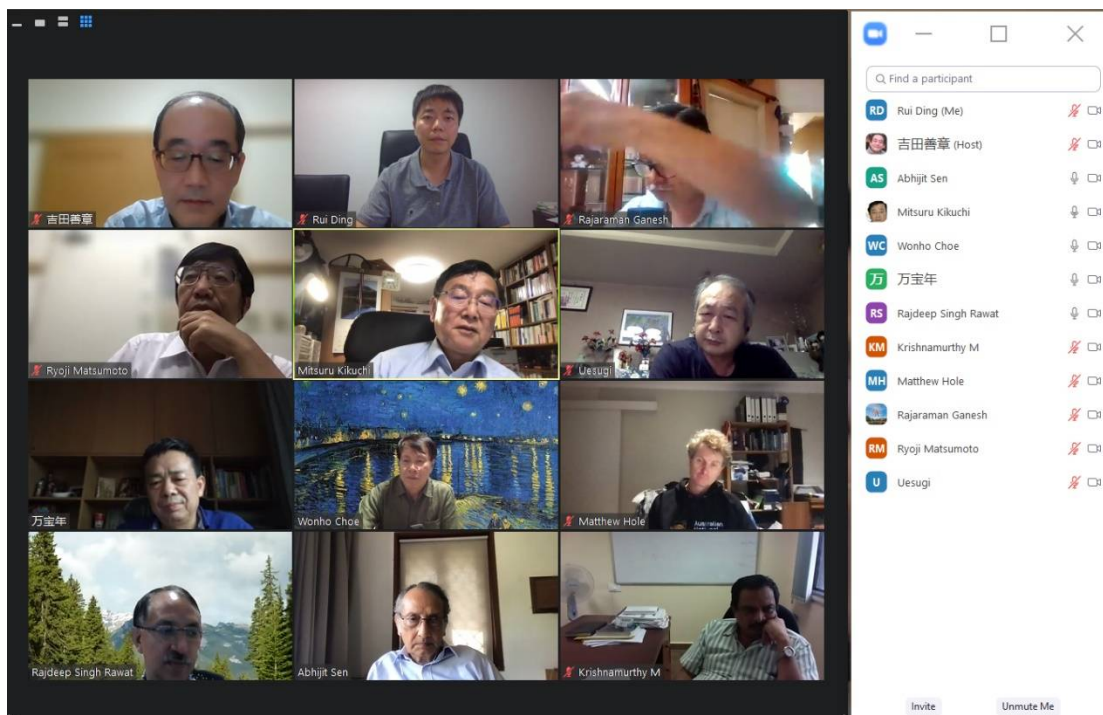 吉田善章
Rui Ding
Rajaraman Ganesh
Ryoji Matsumoto
Mitsuru Kikuchi
Uesugi
万宝年
Wonho Choe
Matthew Hole
Australian
Rajdeep Singh Rawat
Abhijit Sen
Krishnamurthy M
Find a participant
RD Rui Ding (Me)
吉田善章 (Host)
AS Abhijit Sen
Mitsuru Kikuchi
WC Wonho Choe
万 万宝年
RS Rajdeep Singh Rawat
KM Krishnamurthy M
MH Matthew Hole
Rajaraman Ganesh
RM Ryoji Matsumoto
U Uesugi
Invite Unmute Me